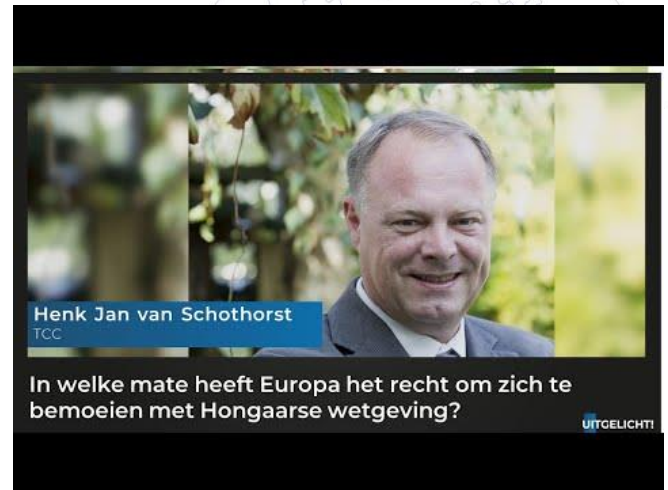 Henk Jan van Schothorst
TCC
In welke mate heeft Europa het recht om zich te
bemoeien met Hongaarse wetgeving?
UITGELICHT!